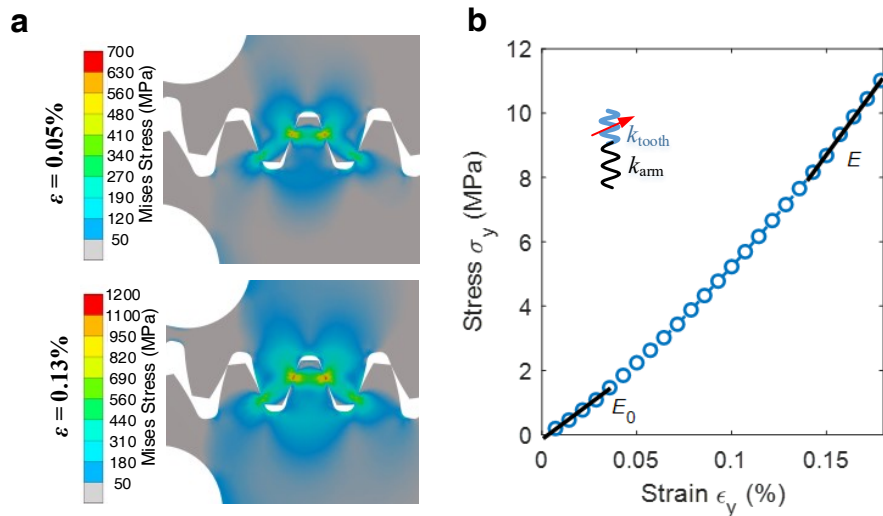 a
ε = 0.05%
Mises Stress (MPa)
700
630
560
480
410
340
270
190
120
50
ε = 0.13%
Mises Stress (MPa)
1200
1100
950
820
690
560
440
310
180
50
b
Stress σy (MPa)
12
10
8
6
4
2
0
ktooth
karm
E
E0
0
0.05
0.1
0.15
Strain ϵy (%)